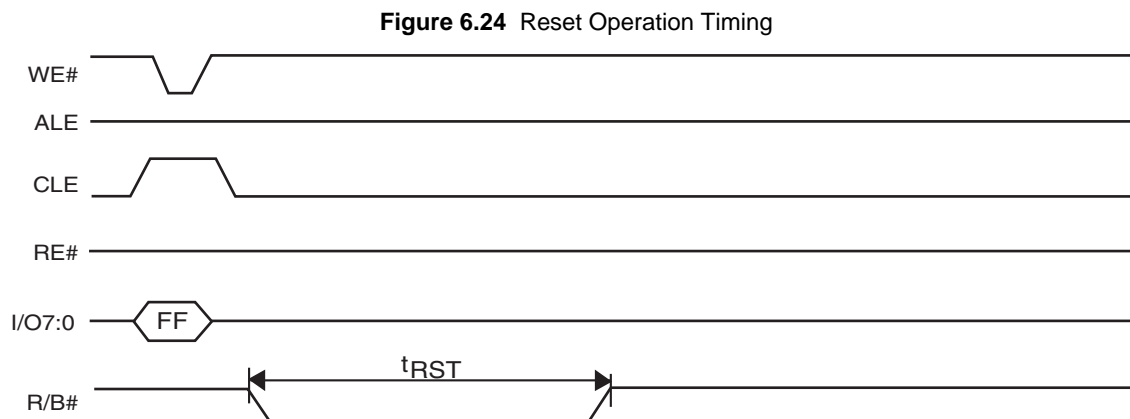 Figure 6.24 Reset Operation Timing
WE#
ALE
CLE
RE#
I/O7:0 FF
tRST
R/B#